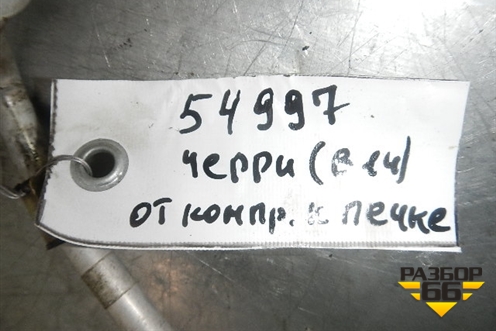 54997
черри (в14)
от компр. к печке
РАЗБОР
66